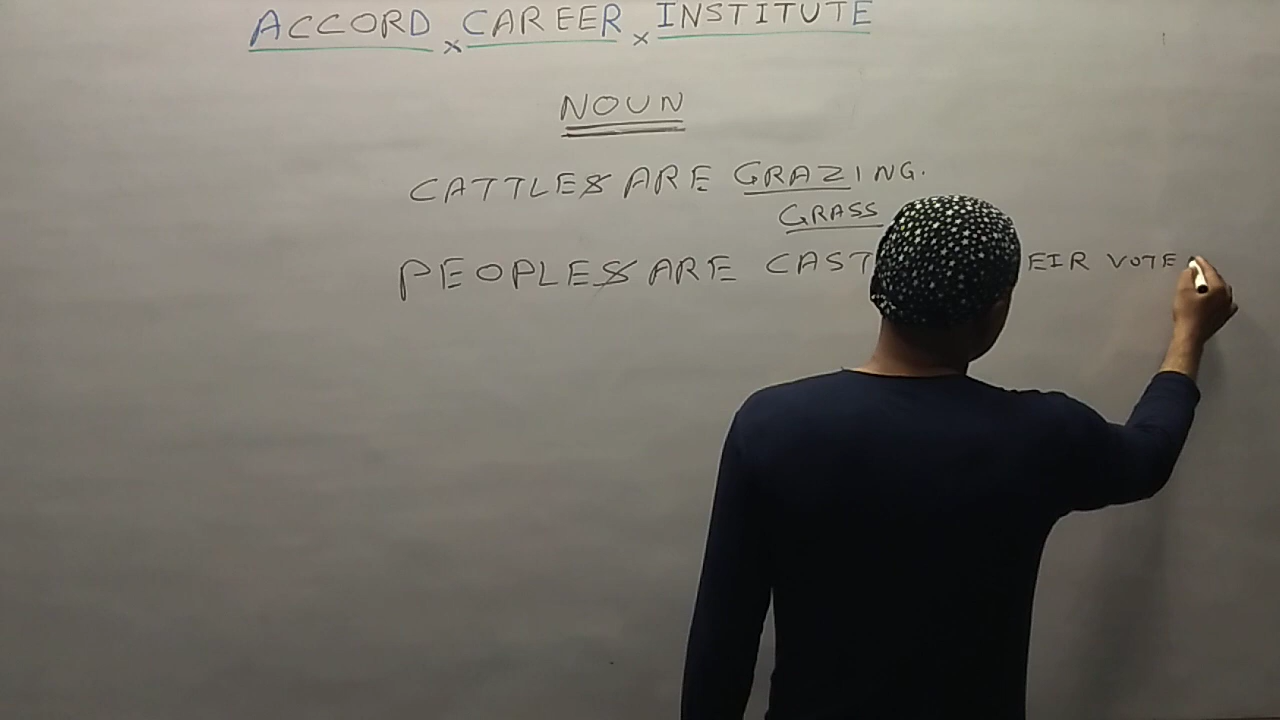 ACCORD x CAREER x INSTITUTE
NOUN
CATTLES ARE GRAZING.
GRASS
PEOPLES ARE CAST EIR VOTE